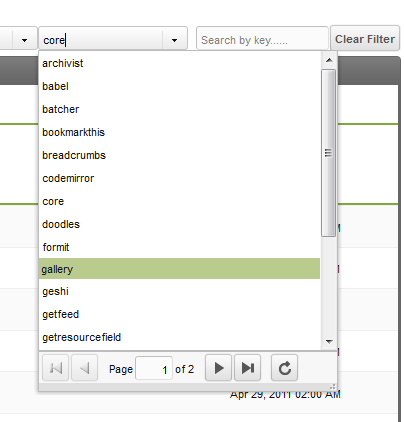 core
Search by key......
Clear Filter
archivist
babel
batcher
bookmarkthis
breadcrumbs
codemirror
core
doodles
formit
gallery
geshi
getfeed
getresourcefield
Page 1 of 2
Apr 29, 2011 02:00 AM